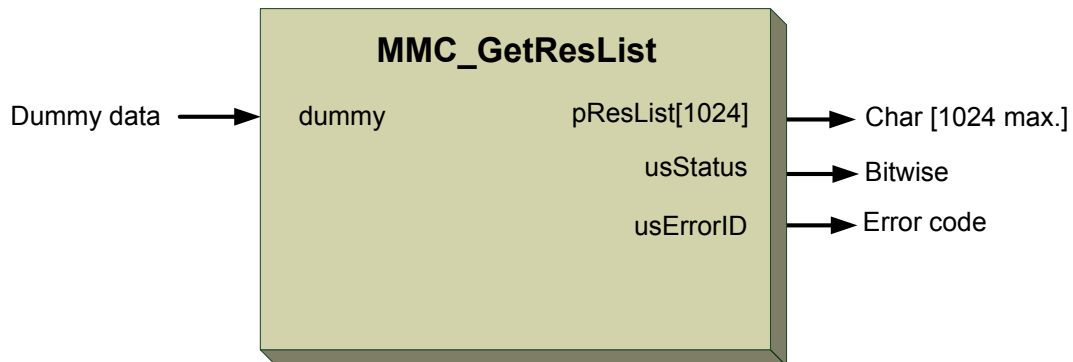 MMC_GetResList
Dummy data dummy pResList[1024] Char [1024 max.]
usStatus Bitwise
usErrorID Error code